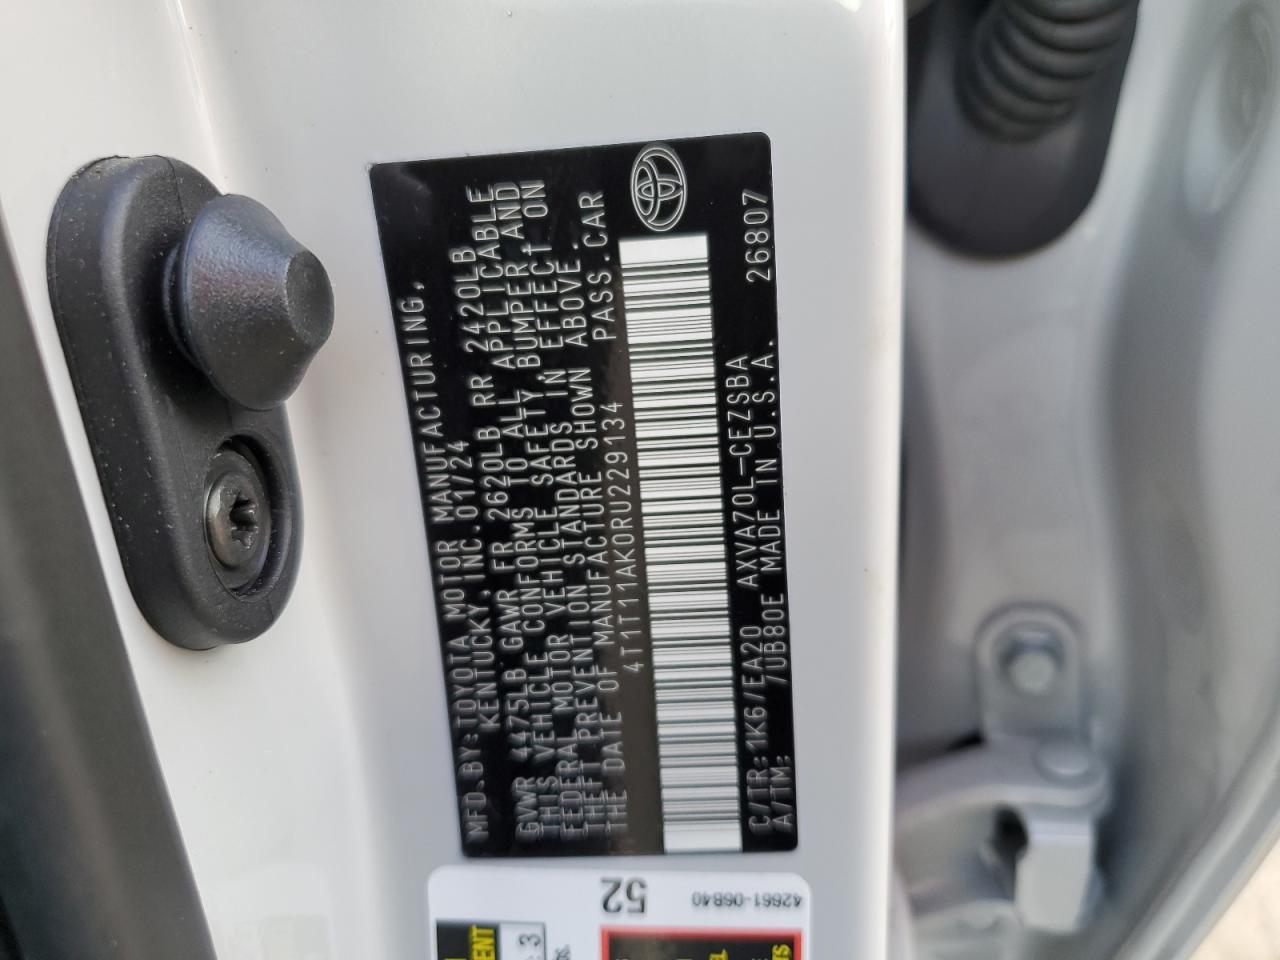 MFD.BY:TOYOTA MOTOR MANUFACTURING,
KENTUCKY,INC.01/24
GVWR 4475LB GAWR FR 2620LB RR 2420LB
THIS VEHICLE CONFORMS TO ALL APPLICABLE
FEDERAL MOTOR VEHICLE SAFETY,BUMPER,AND
THEFT PREVENTION STANDARDS IN EFFECT ON
THE DATE OF MANUFACTURE SHOWN ABOVE.
4T1T11AK0RU229134 PASS.CAR
C/TR:1K6/EA20 AXVA70L-CEZSBA 26807
A/TM: 7UB80E MADE IN U.S.A.
52
42661-06B40
3